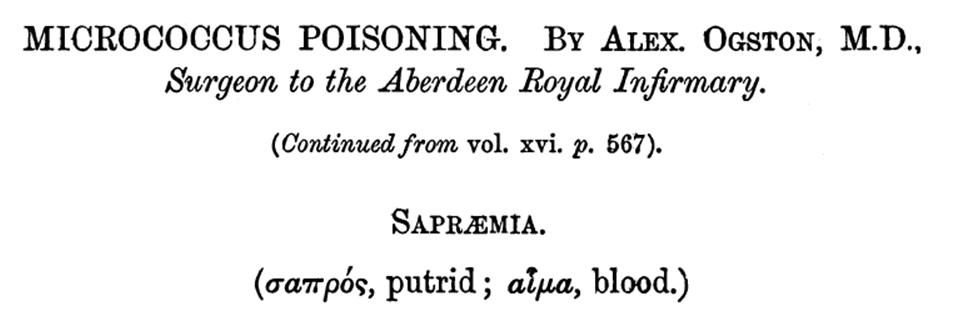 MICROCOCCUS POISONING. BY ALEX. OGSTON, M.D.,
Surgeon to the Aberdeen Royal Infirmary.
(Continued from vol. xvi. p. 567).
SAPRÆMIA.
(σαπρός, putrid; αἷμα, blood.)